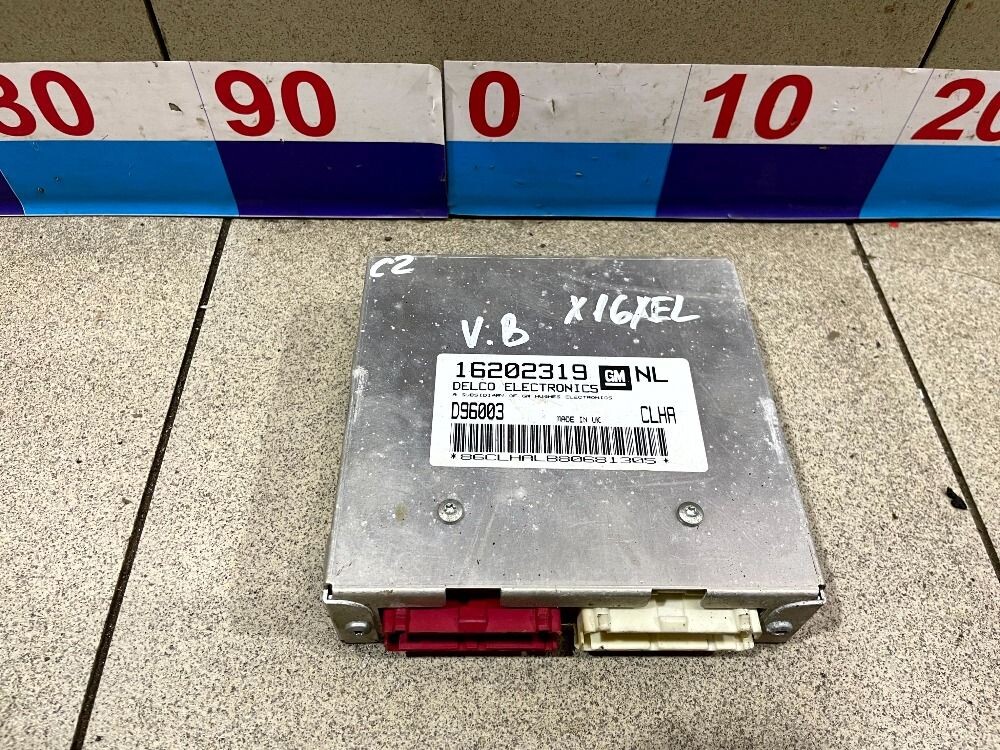 80 90 0 10 20
C2
X16XEL
V.B
16202319 GM NL
DELCO ELECTRONICS
A SUBSIDIARY OF GM HUGHES ELECTRONICS
D96003 MADE IN UK CLHA
*86CLHALB80681305*